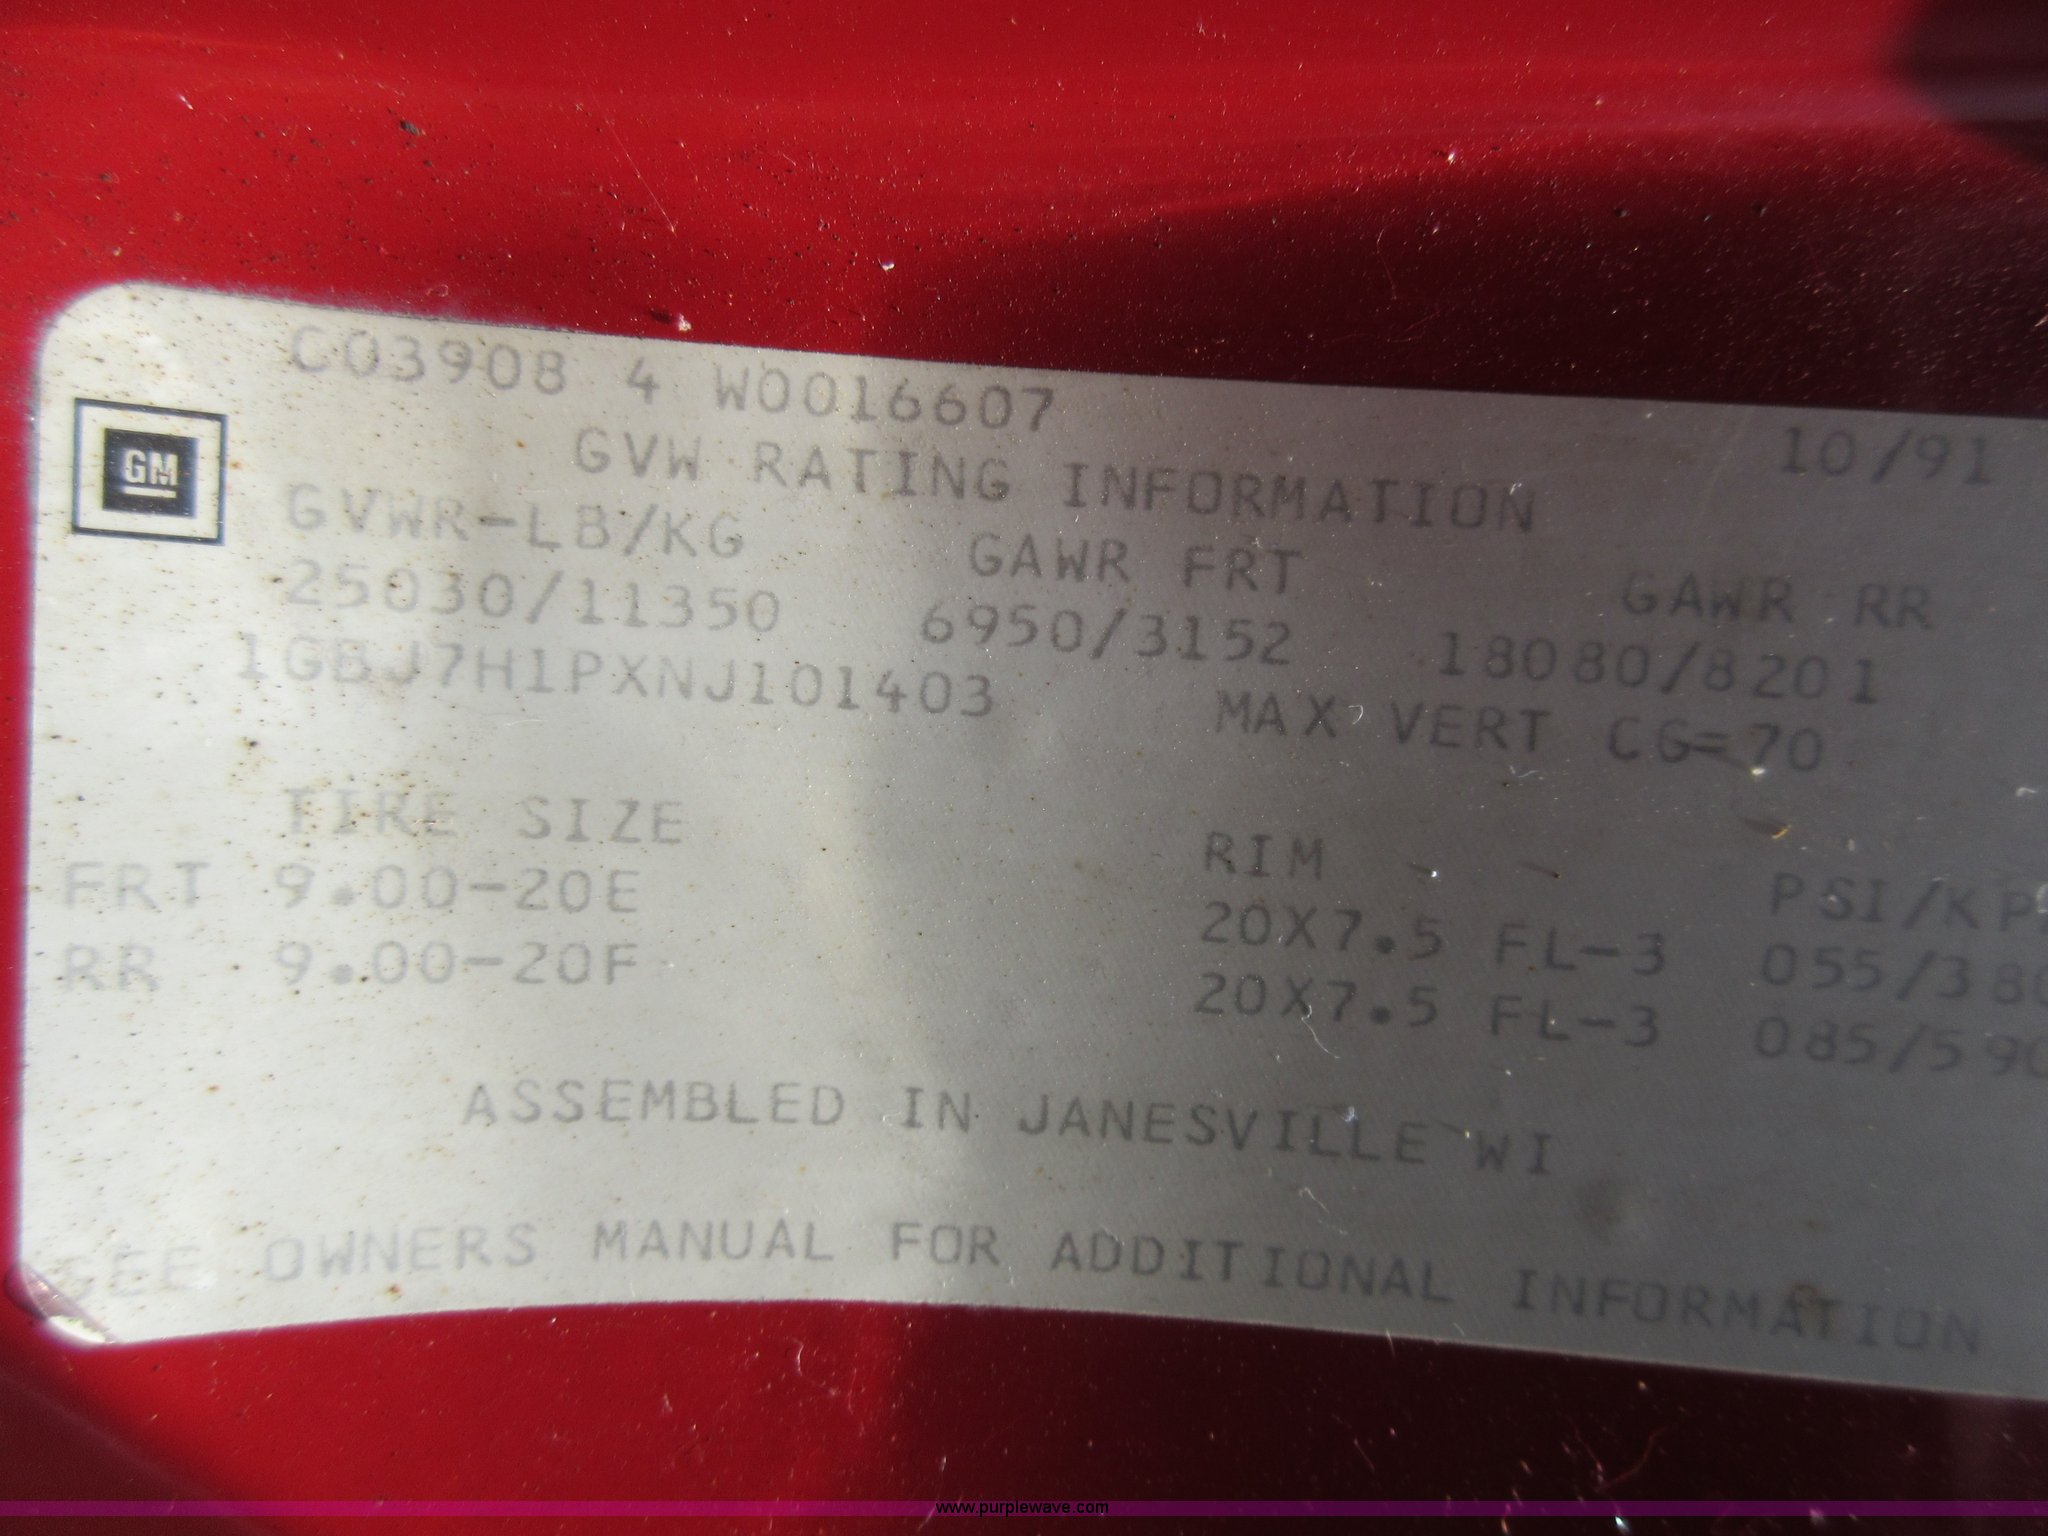 C03908 4 W0016607 10/91
GM
GVW RATING INFORMATION
GVWR-LB/KG GAWR FRT GAWR RR
25030/11350 6950/3152 18080/8201
1GBJ7H1PXNJ101403 MAX VERT CG=70
TIRE SIZE RIM PSI/KP
FRT 9.00-20E 20X7.5 FL-3 055/380
RR 9.00-20F 20X7.5 FL-3 085/590
ASSEMBLED IN JANESVILLE WI
SEE OWNERS MANUAL FOR ADDITIONAL INFORMATION
www.purplewave.com